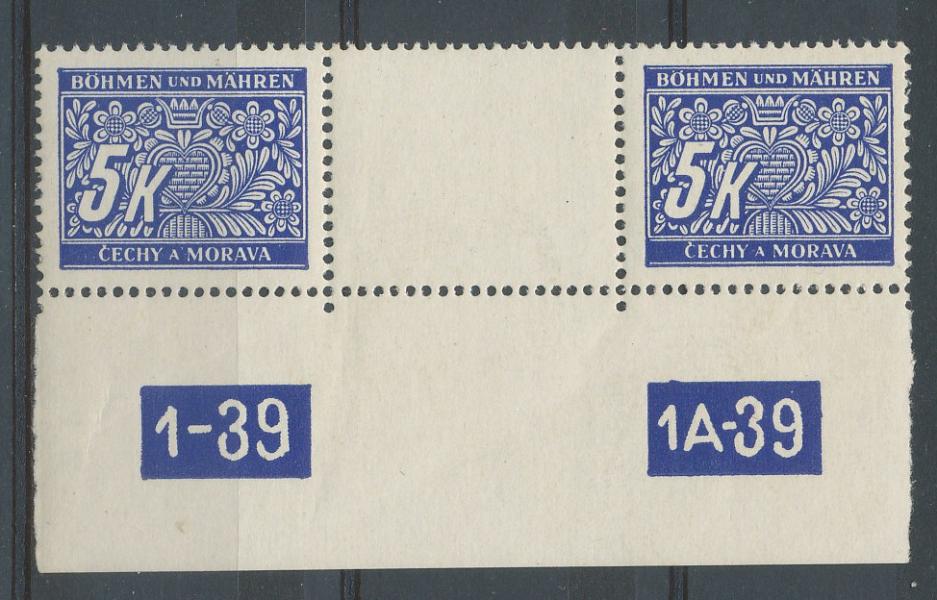 BÖHMEN UND MÄHREN
5K
ČECHY A MORAVA
BÖHMEN UND MÄHREN
5K
ČECHY A MORAVA
1-39
1A-39